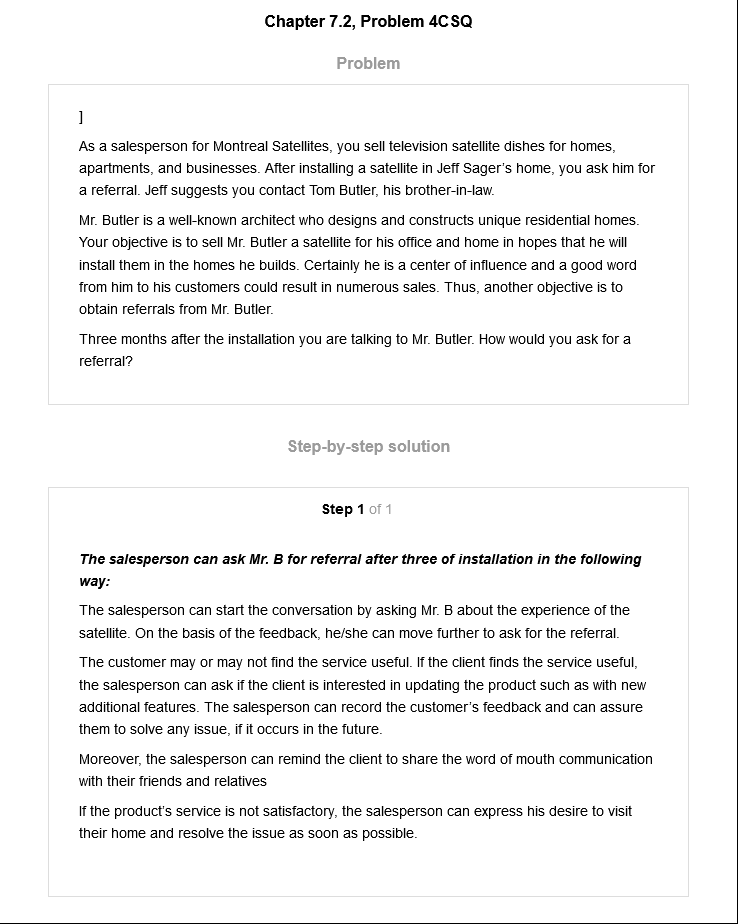 Chapter 7.2, Problem 4CSQ
Problem
]
As a salesperson for Montreal Satellites, you sell television satellite dishes for homes,
apartments, and businesses. After installing a satellite in Jeff Sager's home, you ask him for
a referral. Jeff suggests you contact Tom Butler, his brother-in-law.
Mr. Butler is a well-known architect who designs and constructs unique residential homes.
Your objective is to sell Mr. Butler a satellite for his office and home in hopes that he will
install them in the homes he builds. Certainly he is a center of influence and a good word
from him to his customers could result in numerous sales. Thus, another objective is to
obtain referrals from Mr. Butler.
Three months after the installation you are talking to Mr. Butler. How would you ask for a
referral?
Step-by-step solution
Step 1 of 1
The salesperson can ask Mr. B for referral after three of installation in the following
way:
The salesperson can start the conversation by asking Mr. B about the experience of the
satellite. On the basis of the feedback, he/she can move further to ask for the referral.
The customer may or may not find the service useful. If the client finds the service useful,
the salesperson can ask if the client is interested in updating the product such as with new
additional features. The salesperson can record the customer's feedback and can assure
them to solve any issue, if it occurs in the future.
Moreover, the salesperson can remind the client to share the word of mouth communication
with their friends and relatives
If the product's service is not satisfactory, the salesperson can express his desire to visit
their home and resolve the issue as soon as possible.